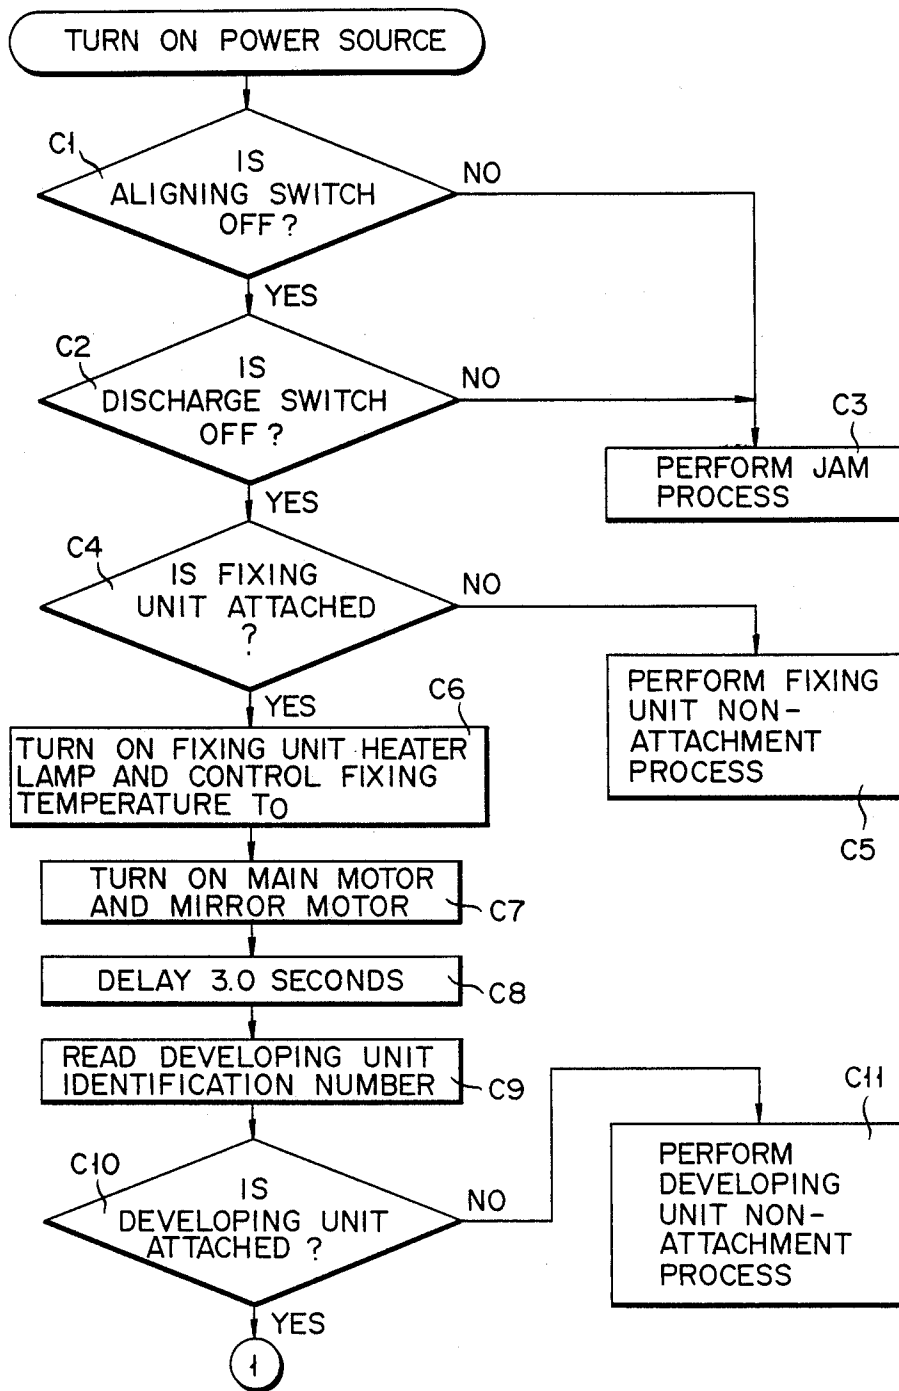 TURN ON POWER SOURCE
C1
IS
ALIGNING SWITCH
OFF?
NO
YES
C2
IS
DISCHARGE SWITCH
OFF?
NO
C3
PERFORM JAM
PROCESS
YES
C4
IS FIXING
UNIT ATTACHED
?
NO
PERFORM FIXING
UNIT NON-
ATTACHMENT
PROCESS
C5
YES
C6
TURN ON FIXING UNIT HEATER
LAMP AND CONTROL FIXING
TEMPERATURE TO
TURN ON MAIN MOTOR
AND MIRROR MOTOR
C7
DELAY 3.0 SECONDS
C8
READ DEVELOPING UNIT
IDENTIFICATION NUMBER
C9
C10
IS
DEVELOPING UNIT
ATTACHED ?
NO
C11
PERFORM
DEVELOPING
UNIT NON-
ATTACHMENT
PROCESS
YES
1